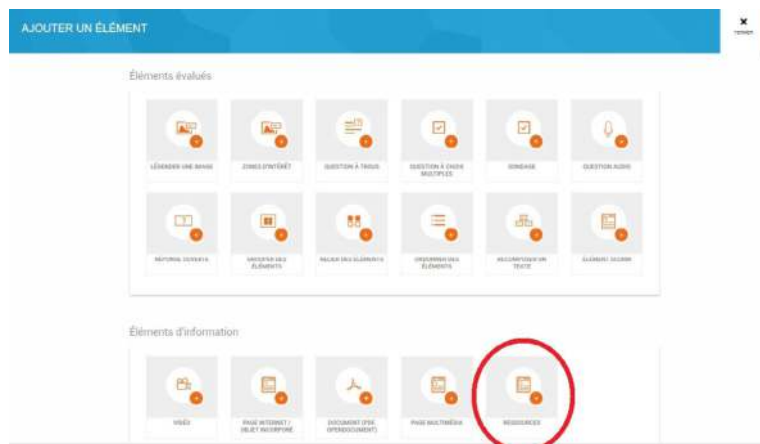 AJOUTER UN ÉLÉMENT
FERMER
Éléments évalués
LÉGENDER UNE IMAGE
ZONES D'INTÉRÊT
QUESTION À TROUS
QUESTION À CHOIX
MULTIPLES
SONDAGE
QUESTION AUDIO
RÉPONSE OUVERTE
GROUPER DES
ÉLÉMENTS
RELIER DES ÉLÉMENTS
ORDONNER DES
ÉLÉMENTS
RECOMPOSER UN
TEXTE
ÉLÉMENT SCORM
Éléments d'information
VIDÉO
PAGE INTERNET /
OBJET INCORPORÉ
DOCUMENT (PDF,
OPENDOCUMENT)
PAGE MULTIMÉDIA
RESSOURCES